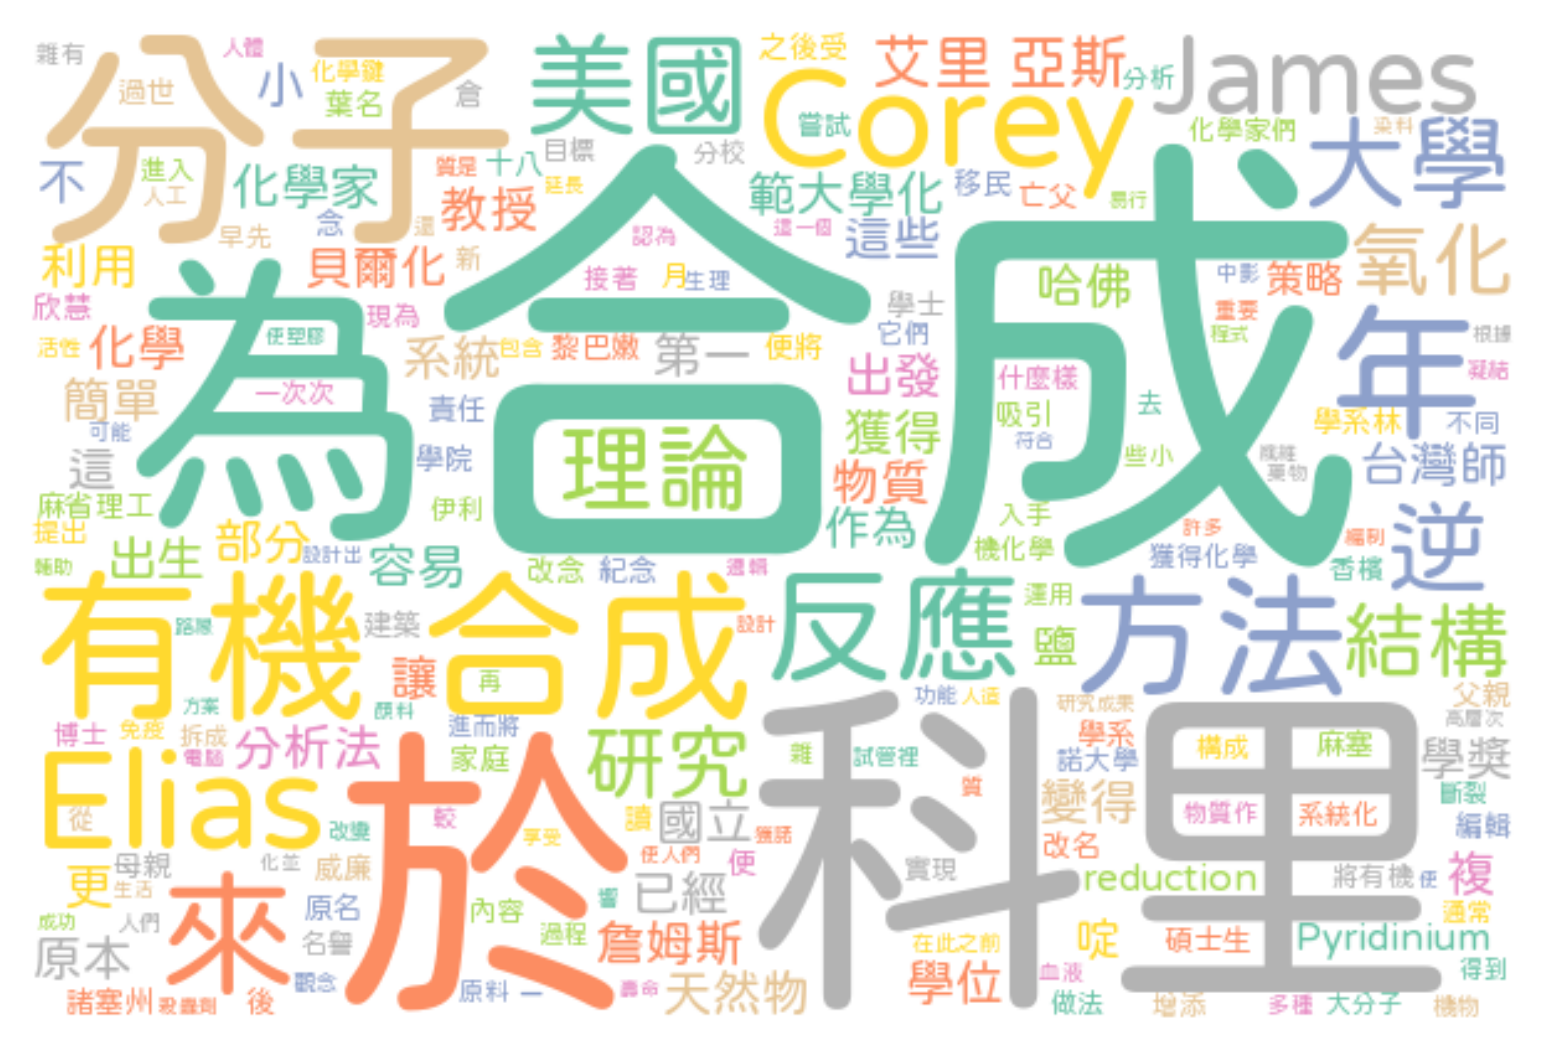 雜有 人體 小 化學鍵 美國 之後受 艾里 亞斯 James
過世 葉名 倉 Corey 分析
分子 嘗試 化學家們 染料
不 進入 化學家 質是 十八 目標 分校 範大學化 移民 亡父 大學
人工 念 教授 延長 易行
早先 還 認為 這一個 這些
利用 貝爾化 新 接著 月 生理 哈佛 中影 策略 氧化
欣慧 現為 學士 重要
為 合成 年
活性 化學 便塑膠 系統 包含 黎巴嫩 第一 便將 它們 程式 根據
簡單 一次次 出發 什麼樣 凝結
可能 責任 理論 獲得 吸引 去 學系林 不同
這 學院 物質 符合 些小 台灣師
麻省理工 伊利 作為 入手 藥物
提出 部分 許多 編制 逆
輔助 出生 設計出 容易 改念 紀念 邏輯 機化學 獲得化學 香檳
有機合成 反應 運用 方法 結構
路線 建築 設計 鹽
讓 再 功能 人造 父親
方案 顏料 研究成果 高層次
博士 免疫 拆成 分析法 進而將 研究 科里 學系 構成 麻塞 學獎
電腦 家庭 雜 試管裡 諾大學
Elias 於 質 變得 物質作 系統化 斷裂
從 改變 較 讀 國立 編輯
享受 獲諾 改名
母親 化並 威廉 使人們 便 實現 reduction 將有機 便 複
更 生活 來 已經
成功 人們 原名 內容 響 通常
原本 名譽 過程 詹姆斯 在此之前 啶 碩士生 Pyridinium
觀念 原料 一 壽命 天然物 學位 血液 得到
諸塞州 殺蟲劑 後 做法 增添 多種 大分子 機物